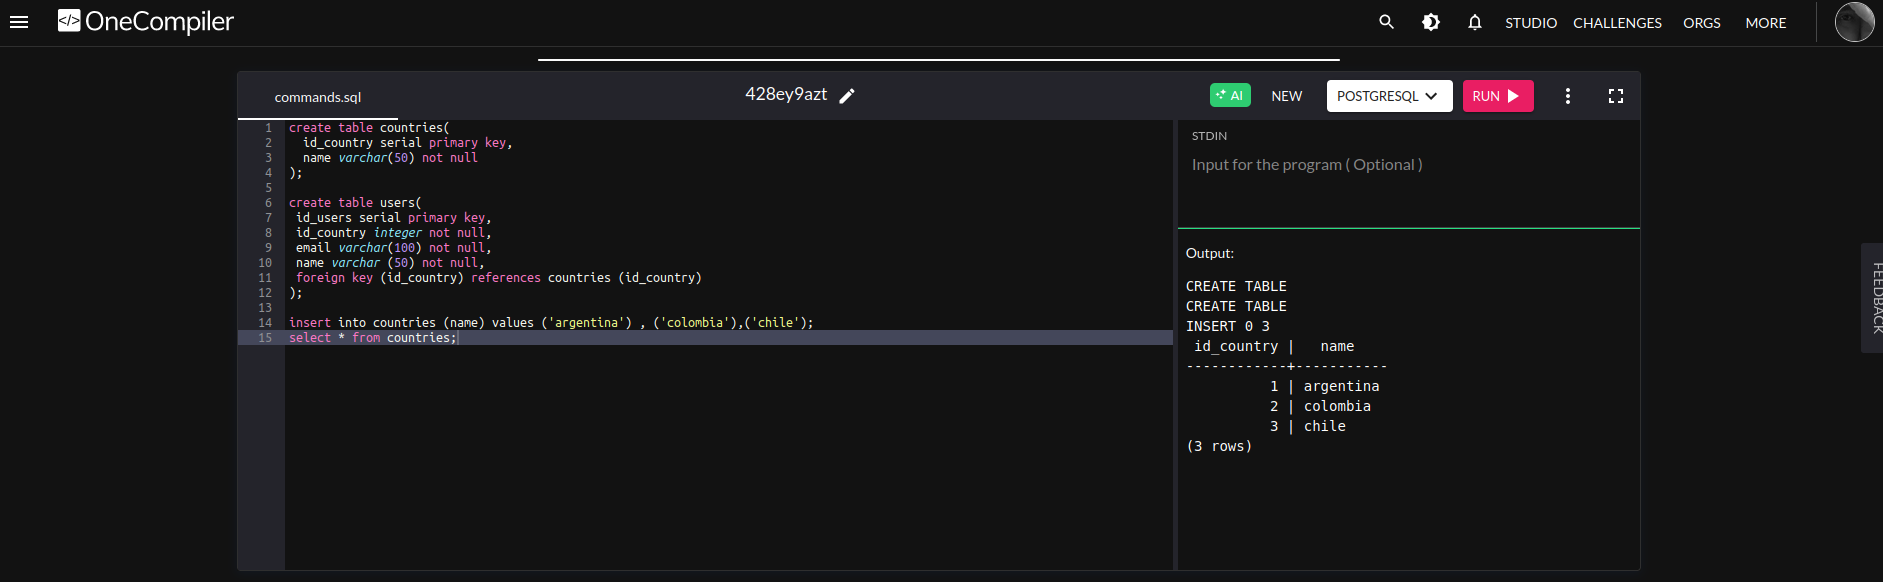 </> OneCompiler
STUDIO CHALLENGES ORGS MORE
commands.sql
428ey9azt
AI NEW POSTGRESQL RUN
1 create table countries(
2   id_country serial primary key,
3   name varchar(50) not null
4 );
5
6 create table users(
7  id_users serial primary key,
8  id_country integer not null,
9  email varchar(100) not null,
10  name varchar (50) not null,
11  foreign key (id_country) references countries (id_country)
12 );
13
14 insert into countries (name) values ('argentina') , ('colombia'),('chile');
15 select * from countries;
STDIN
Input for the program ( Optional )
Output:
CREATE TABLE
CREATE TABLE
INSERT 0 3
 id_country |   name
------------+-----------
          1 | argentina
          2 | colombia
          3 | chile
(3 rows)
FEEDBACK